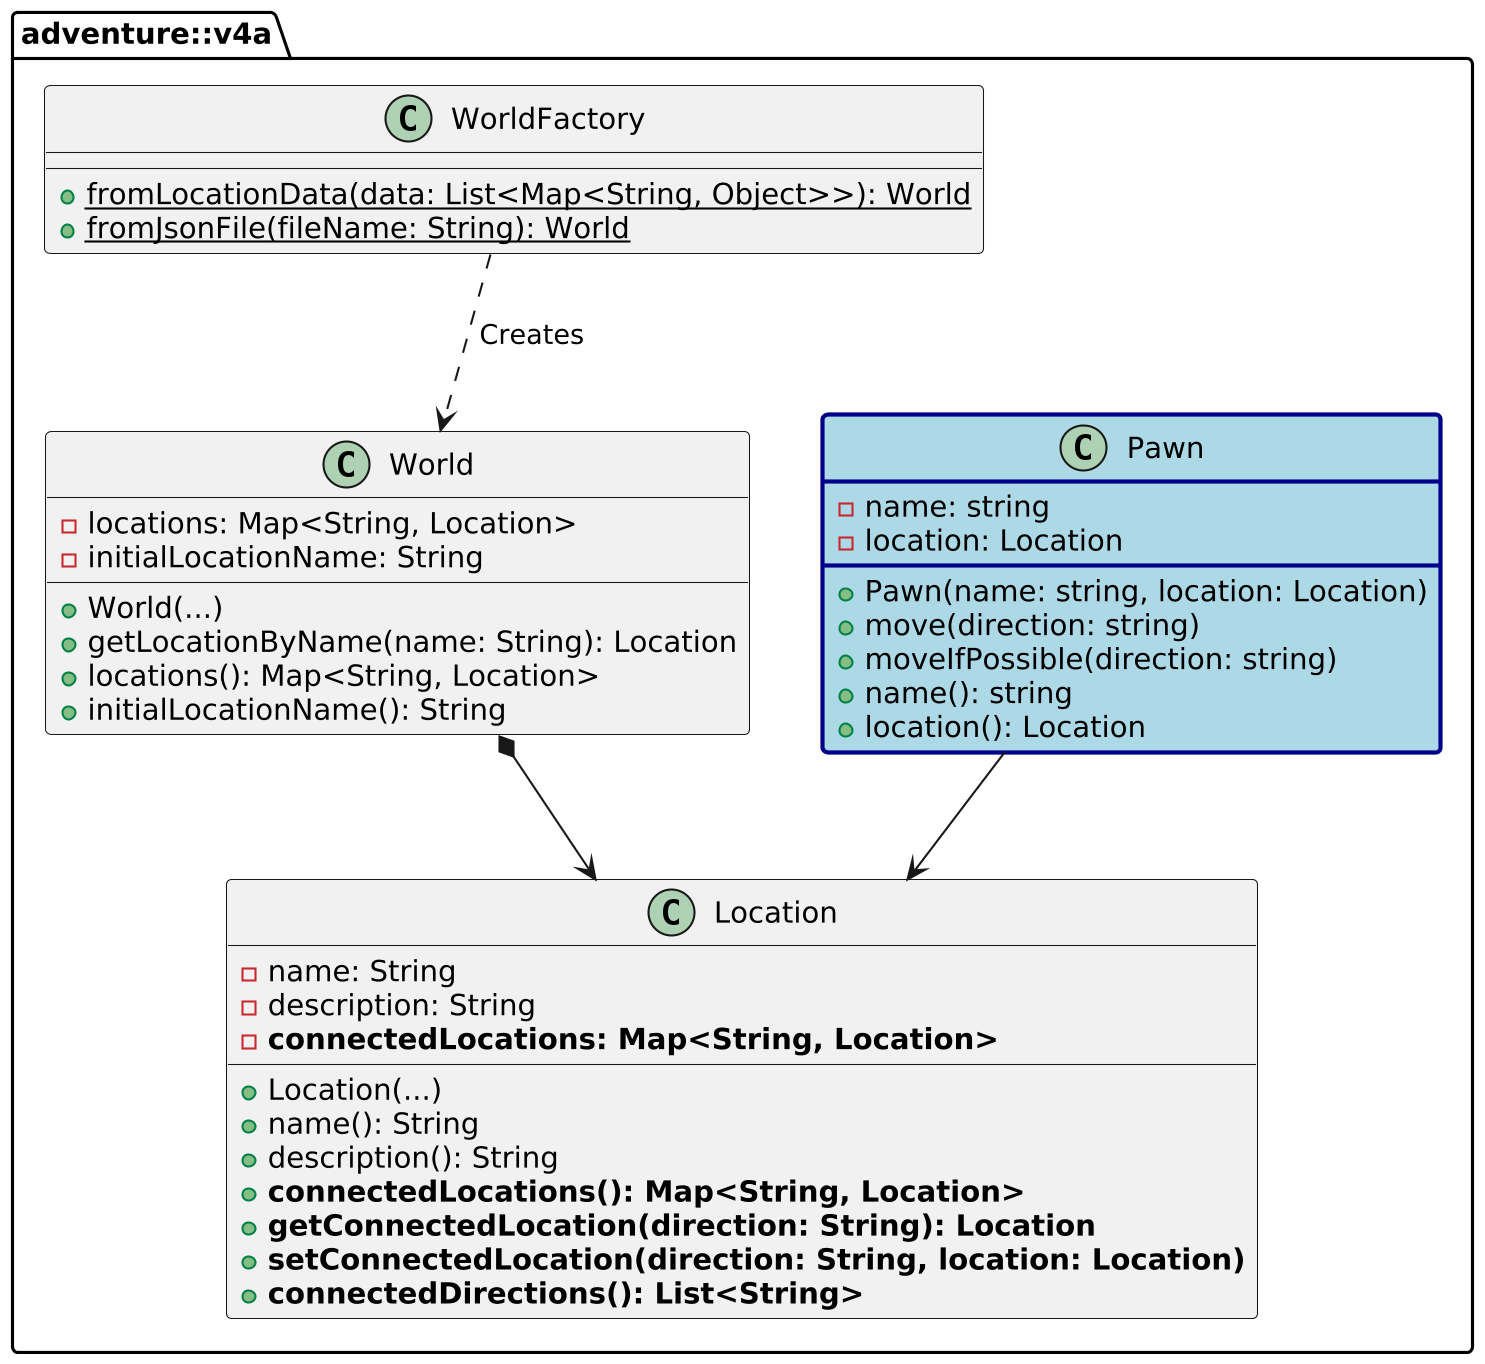 adventure::v4a
C WorldFactory
fromLocationData(data: List<Map<String, Object>>): World
fromJsonFile(fileName: String): World
Creates
C World
locations: Map<String, Location>
initialLocationName: String
World(...)
getLocationByName(name: String): Location
locations(): Map<String, Location>
initialLocationName(): String
C Pawn
name: string
location: Location
Pawn(name: string, location: Location)
move(direction: string)
moveIfPossible(direction: string)
name(): string
location(): Location
C Location
name: String
description: String
connectedLocations: Map<String, Location>
Location(...)
name(): String
description(): String
connectedLocations(): Map<String, Location>
getConnectedLocation(direction: String): Location
setConnectedLocation(direction: String, location: Location)
connectedDirections(): List<String>